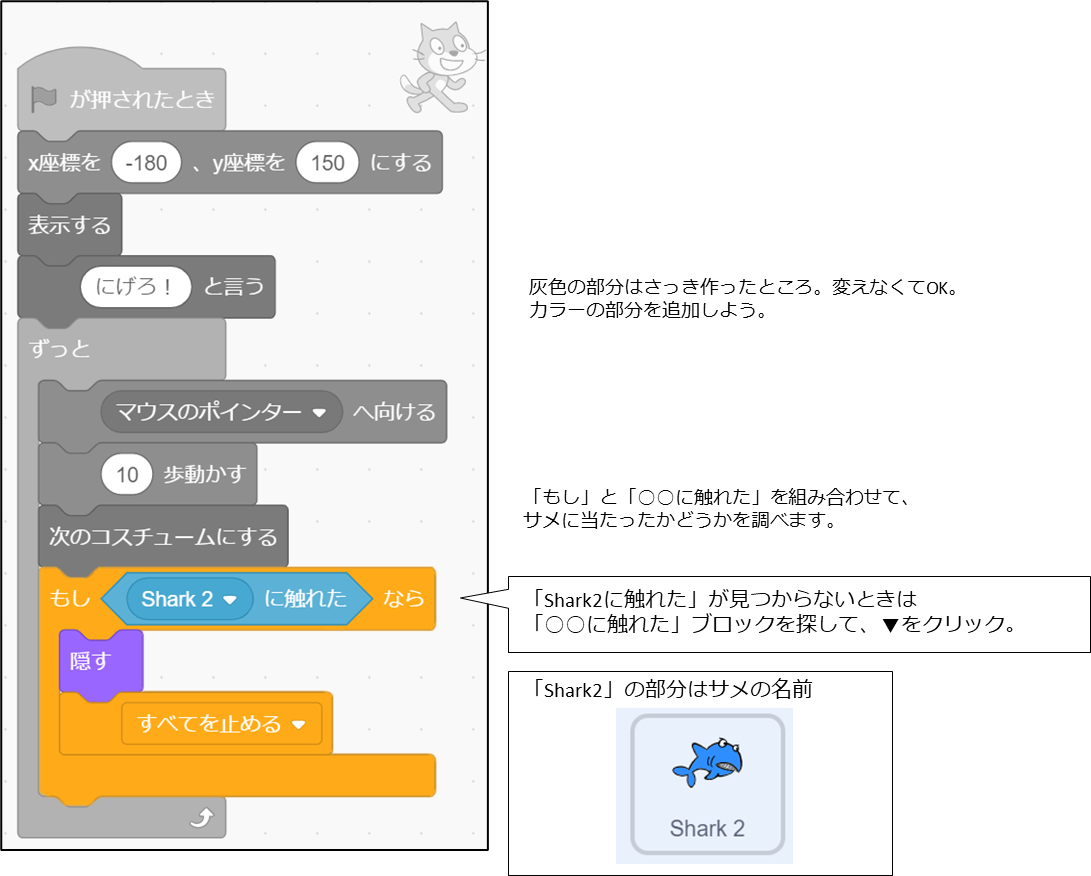 が押されたとき
x座標を -180 、y座標を 150 にする
表示する
にげろ！ と言う
ずっと
マウスのポインター ▼ へ向ける
10 歩動かす
次のコスチュームにする
もし Shark 2 ▼ に触れた なら
隠す
すべてを止める ▼
灰色の部分はさっき作ったところ。変えなくてOK。
カラーの部分を追加しよう。
「もし」と「○○に触れた」を組み合わせて、
サメに当たったかどうかを調べます。
「Shark2に触れた」が見つからないときは
「○○に触れた」ブロックを探して、▼をクリック。
「Shark2」の部分はサメの名前
Shark 2